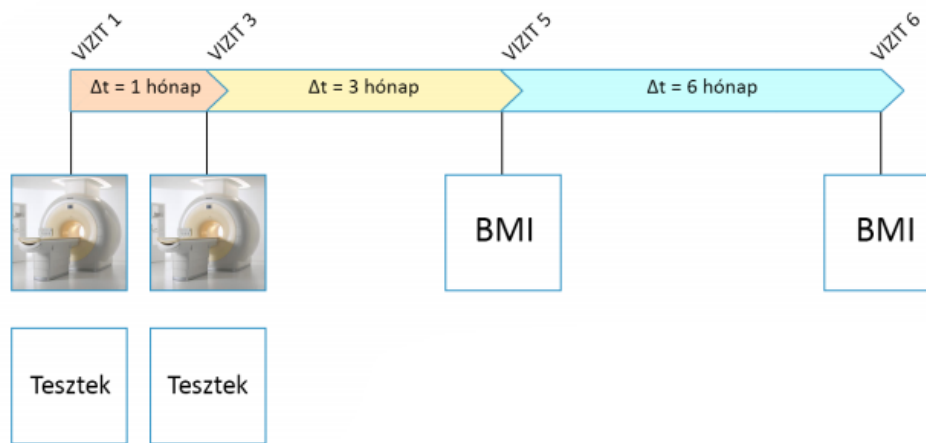 VIZIT 1
VIZIT 3
VIZIT 5
VIZIT 6
Δt = 1 hónap
Δt = 3 hónap
Δt = 6 hónap
BMI
BMI
Tesztek
Tesztek